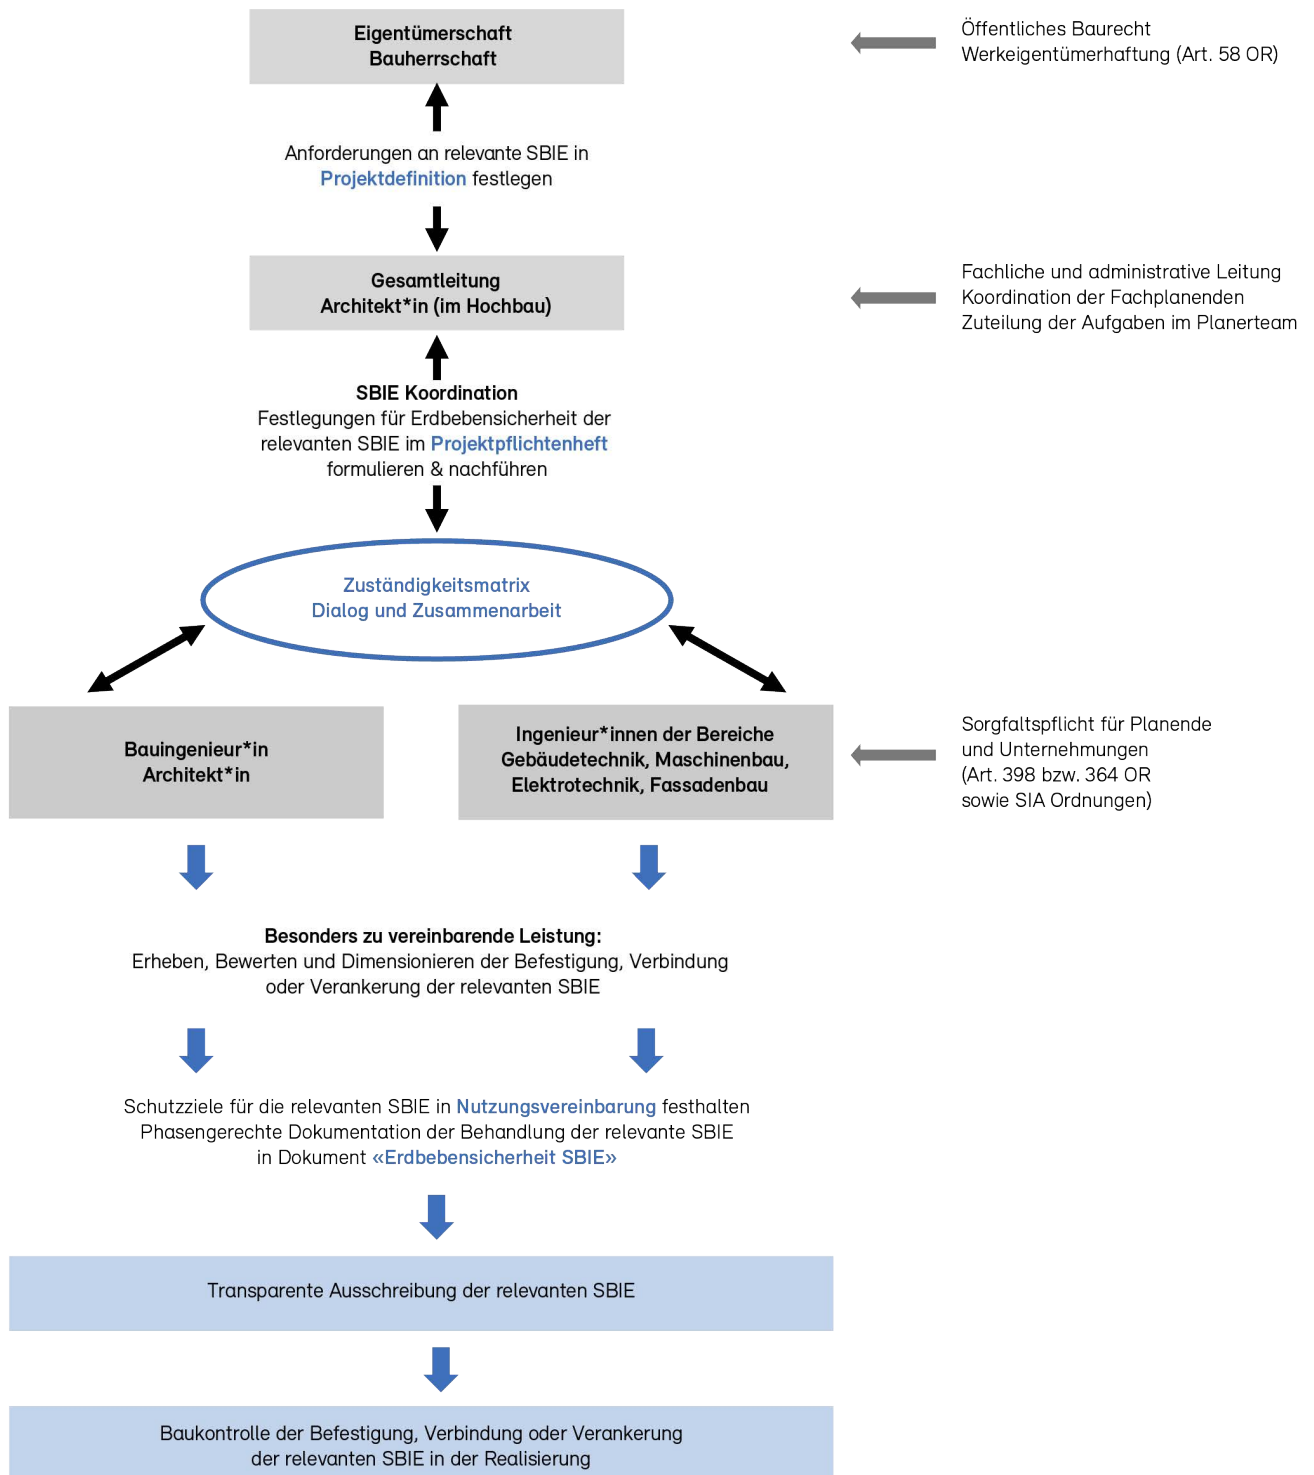 Eigentümerschaft
Bauherrschaft
Öffentliches Baurecht
Werkeigentümerhaftung (Art. 58 OR)
Anforderungen an relevante SBIE in
Projektdefinition festlegen
Gesamtleitung
Architekt*in (im Hochbau)
Fachliche und administrative Leitung
Koordination der Fachplanenden
Zuteilung der Aufgaben im Planerteam
SBIE Koordination
Festlegungen für Erdbebensicherheit der
relevanten SBIE im Projektpflichtenheft
formulieren & nachführen
Zuständigkeitsmatrix
Dialog und Zusammenarbeit
Bauingenieur*in
Architekt*in
Ingenieur*innen der Bereiche
Gebäudetechnik, Maschinenbau,
Elektrotechnik, Fassadenbau
Sorgfaltspflicht für Planende
und Unternehmungen
(Art. 398 bzw. 364 OR
sowie SIA Ordnungen)
Besonders zu vereinbarende Leistung:
Erheben, Bewerten und Dimensionieren der Befestigung, Verbindung
oder Verankerung der relevanten SBIE
Schutzziele für die relevanten SBIE in Nutzungsvereinbarung festhalten
Phasengerechte Dokumentation der Behandlung der relevante SBIE
in Dokument «Erdbebensicherheit SBIE»
Transparente Ausschreibung der relevanten SBIE
Baukontrolle der Befestigung, Verbindung oder Verankerung
der relevanten SBIE in der Realisierung